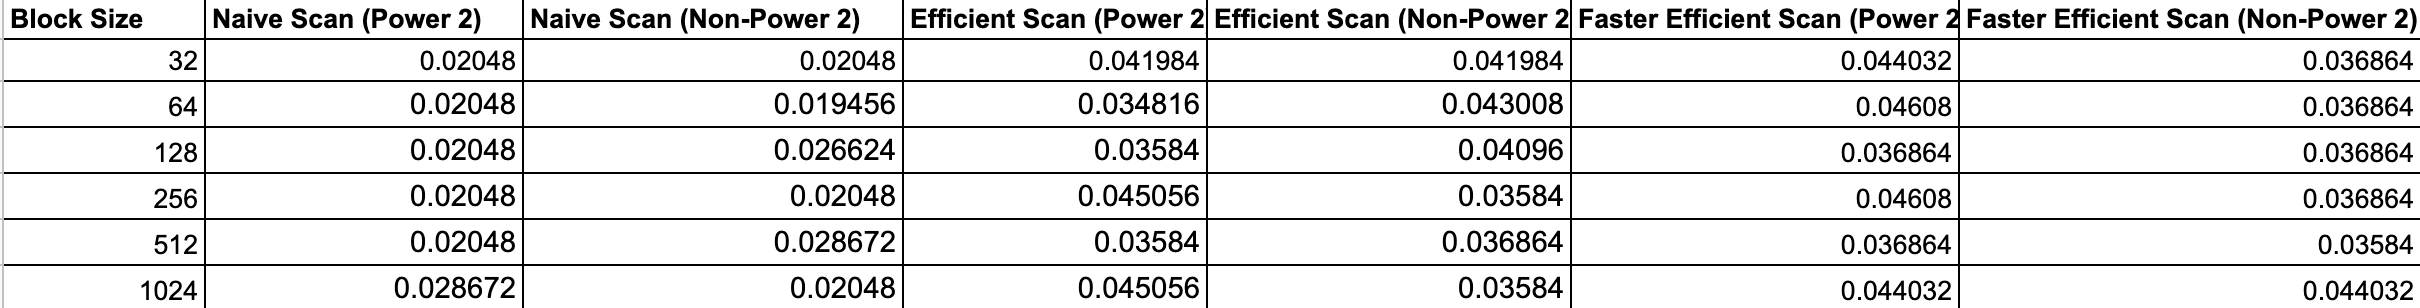 Block Size Naive Scan (Power 2) Naive Scan (Non-Power 2) Efficient Scan (Power 2 Efficient Scan (Non-Power 2 Faster Efficient Scan (Power 2 Faster Efficient Scan (Non-Power 2)
32 0.02048 0.02048 0.041984 0.041984 0.044032 0.036864
64 0.02048 0.019456 0.034816 0.043008 0.04608 0.036864
128 0.02048 0.026624 0.03584 0.04096 0.036864 0.036864
256 0.02048 0.02048 0.045056 0.03584 0.04608 0.036864
512 0.02048 0.028672 0.03584 0.036864 0.036864 0.03584
1024 0.028672 0.02048 0.045056 0.03584 0.044032 0.044032